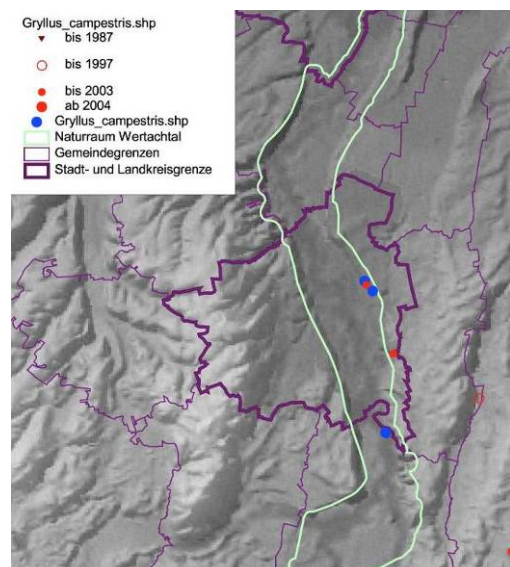 Gryllus_campestris.shp
bis 1987
bis 1997
bis 2003
ab 2004
Gryllus_campestris.shp
Naturraum Wertachtal
Gemeindegrenzen
Stadt- und Landkreisgrenze